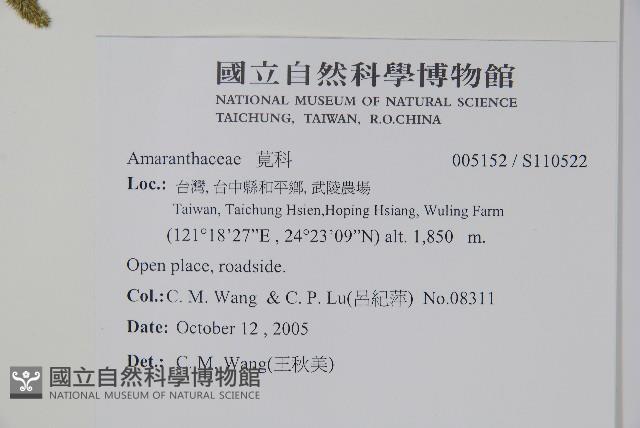 國立自然科學博物館
NATIONAL MUSEUM OF NATURAL SCIENCE
TAICHUNG, TAIWAN, R.O.CHINA
Amaranthaceae 莧科 005152 / S110522
Loc.: 台灣, 台中縣和平鄉, 武陵農場
Taiwan, Taichung Hsien,Hoping Hsiang, Wuling Farm
(121°18’27”E , 24°23’09”N) alt. 1,850 m.
Open place, roadside.
Col.:C. M. Wang & C. P. Lu(呂紀萍) No.08311
Date: October 12 , 2005
Det.: C. M. Wang(王秋美)
國立自然科學博物館
NATIONAL MUSEUM OF NATURAL SCIENCE